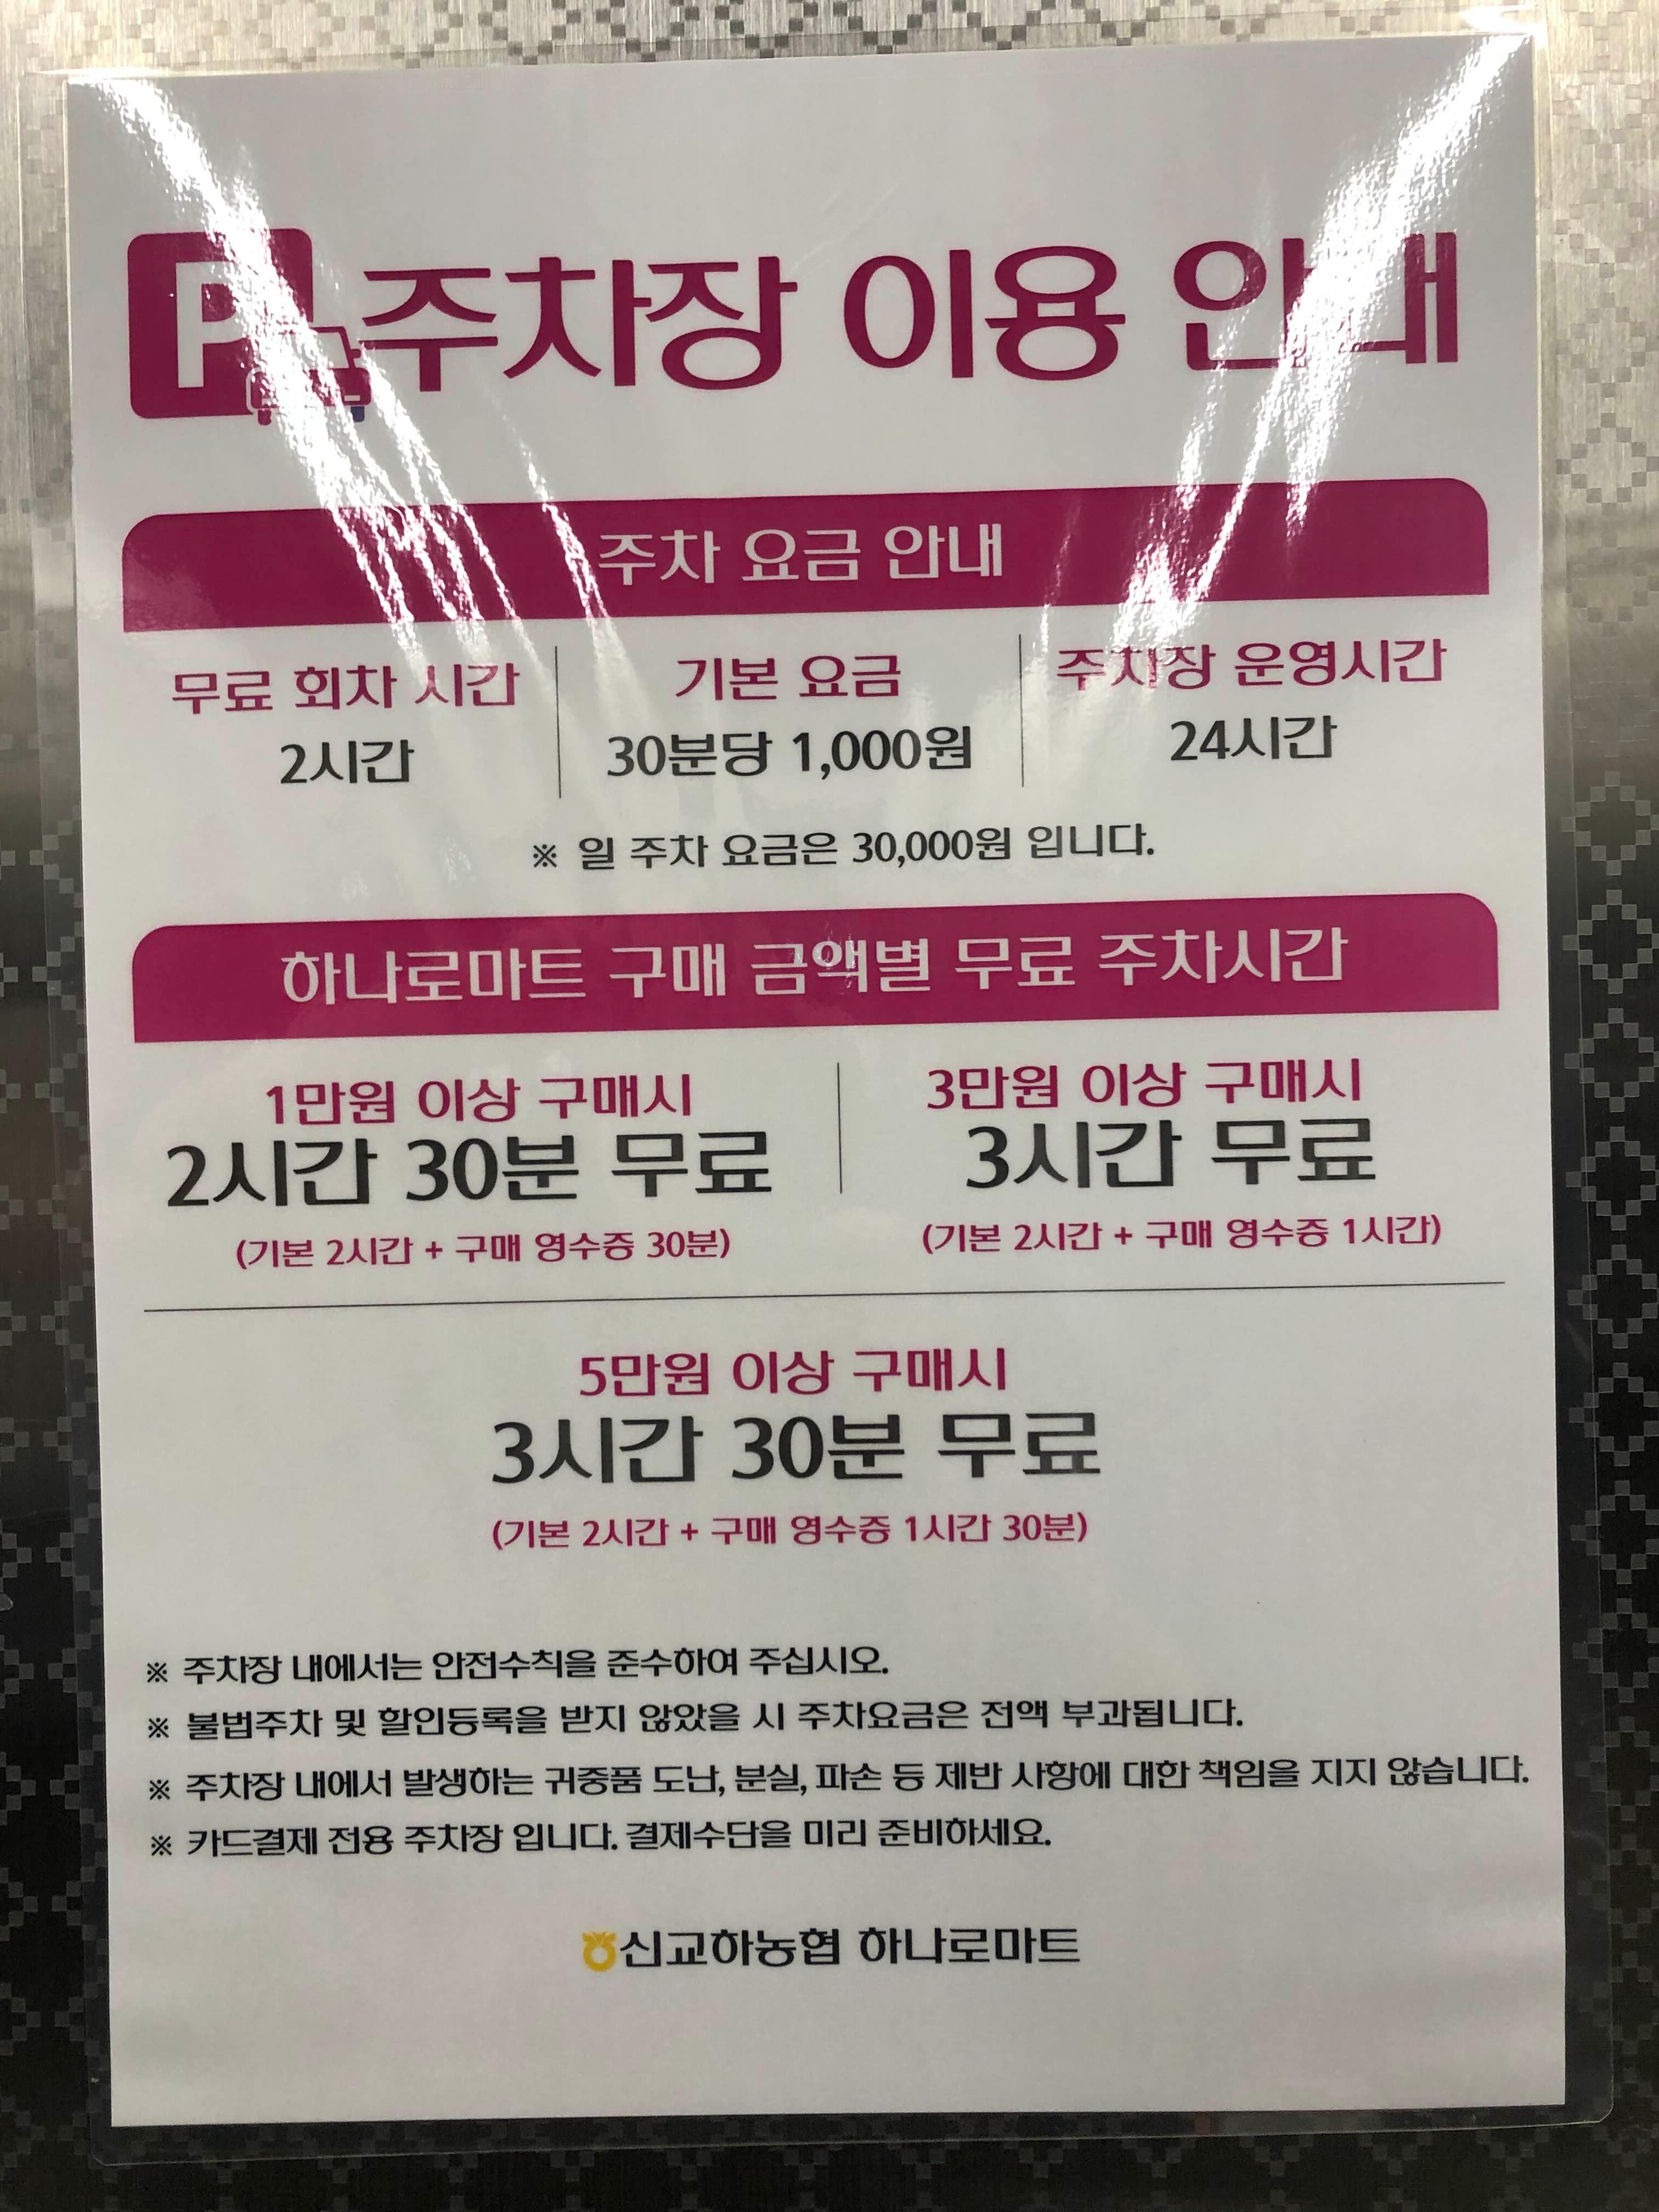 P 주차장 이용 안내
주차 요금 안내
무료 회차 시간
2시간
기본 요금
30분당 1,000원
주차장 운영시간
24시간
※ 일 주차 요금은 30,000원 입니다.
하나로마트 구매 금액별 무료 주차시간
1만원 이상 구매시
2시간 30분 무료
(기본 2시간 + 구매 영수증 30분)
3만원 이상 구매시
3시간 무료
(기본 2시간 + 구매 영수증 1시간)
5만원 이상 구매시
3시간 30분 무료
(기본 2시간 + 구매 영수증 1시간 30분)
※ 주차장 내에서는 안전수칙을 준수하여 주십시오.
※ 불법주차 및 할인등록을 받지 않았을 시 주차요금은 전액 부과됩니다.
※ 주차장 내에서 발생하는 귀중품 도난, 분실, 파손 등 제반 사항에 대한 책임을 지지 않습니다.
※ 카드결제 전용 주차장 입니다. 결제수단을 미리 준비하세요.
신교하농협 하나로마트